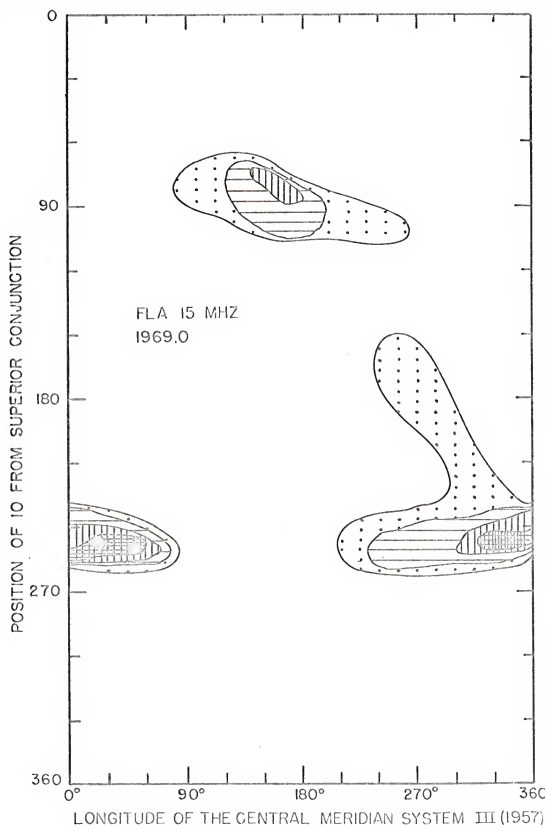 0
90
180
270
360
POSITION OF IO FROM SUPERIOR CONJUNCTION
FLA 15 MHZ
1969.0
0° 90° 180° 270° 360
LONGITUDE OF THE CENTRAL MERIDIAN SYSTEM III (1957)